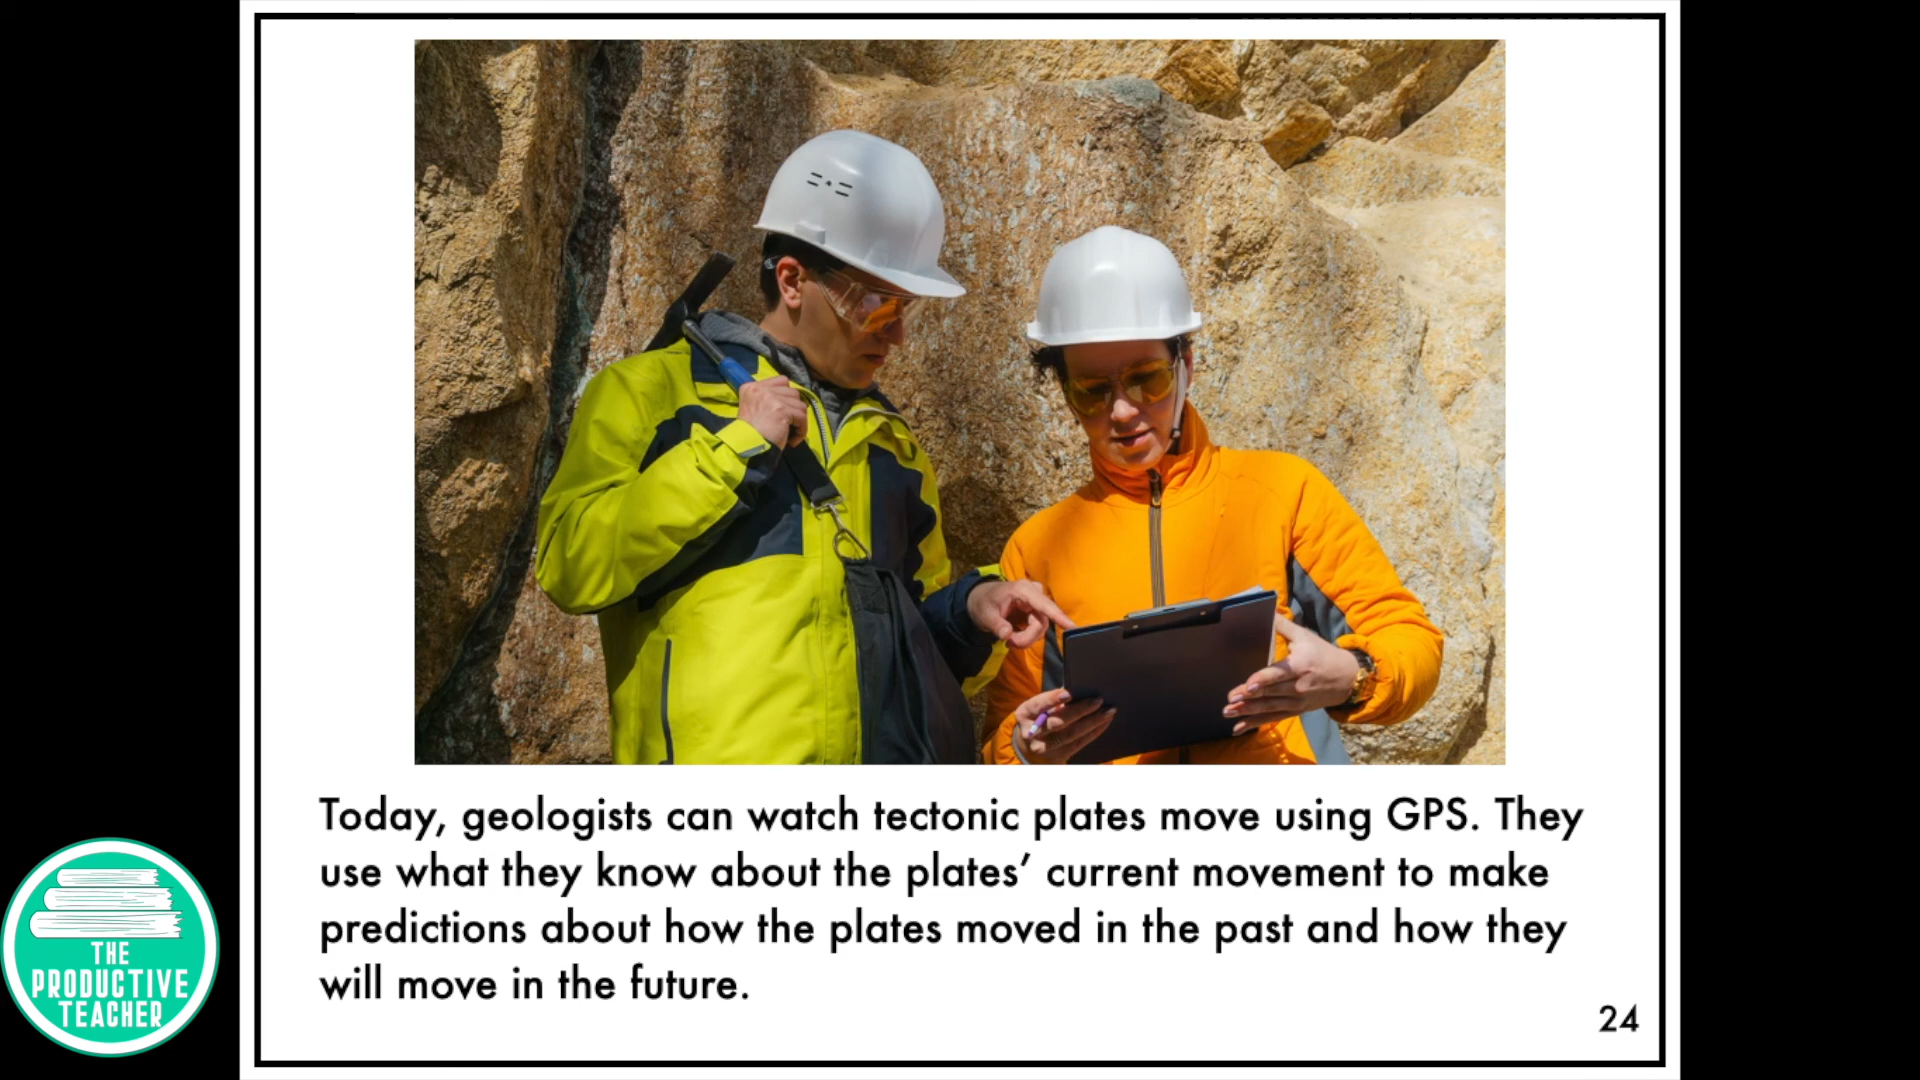 Today, geologists can watch tectonic plates move using GPS. They
use what they know about the plates’ current movement to make
predictions about how the plates moved in the past and how they
will move in the future.
24
THE
PRODUCTIVE
TEACHER